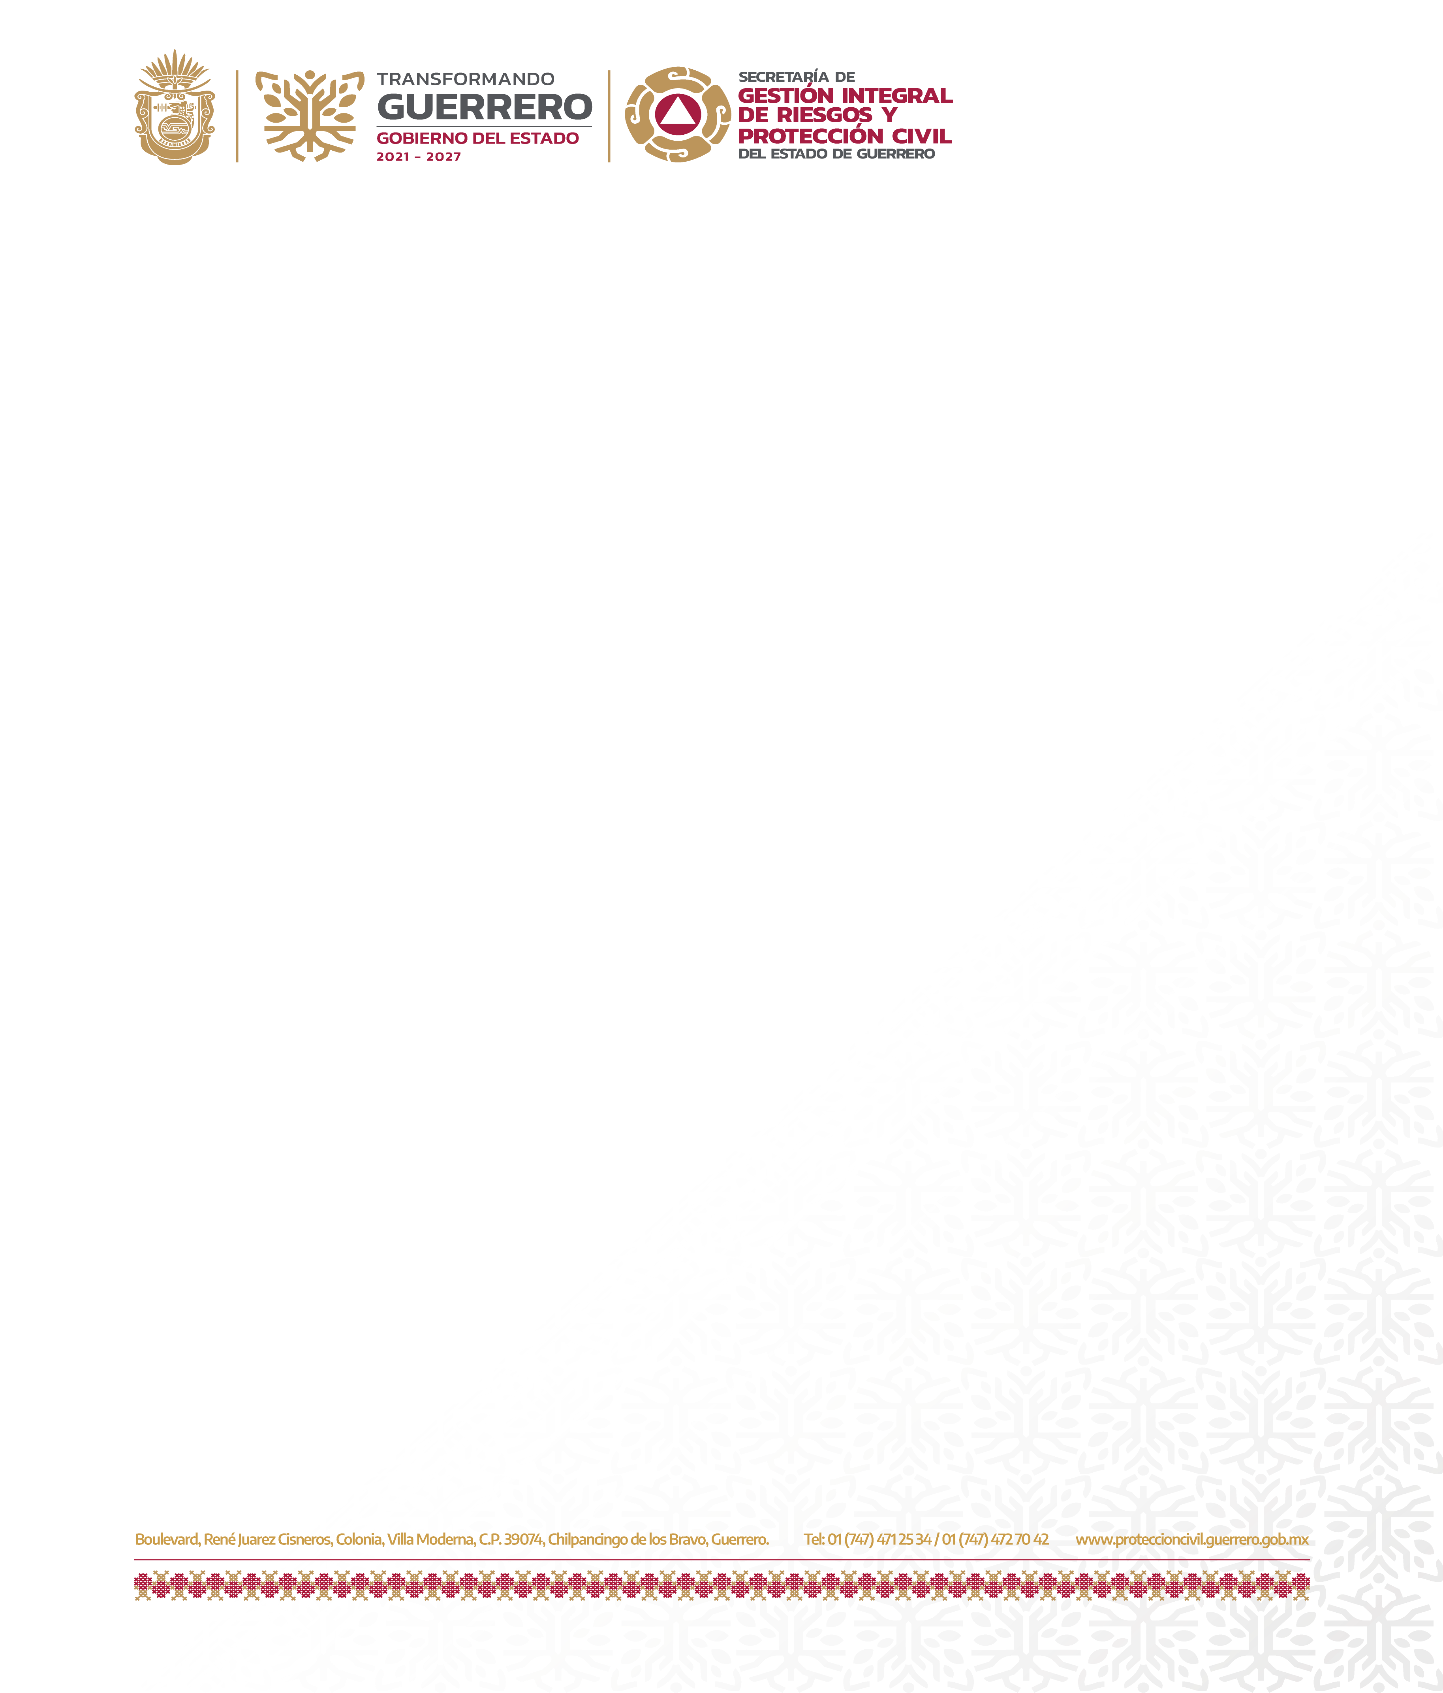 TRANSFORMANDO
GUERRERO
GOBIERNO DEL ESTADO
2021 - 2027
SECRETARÍA DE
GESTIÓN INTEGRAL
DE RIESGOS Y
PROTECCIÓN CIVIL
DEL ESTADO DE GUERRERO
Boulevard, René Juarez Cisneros, Colonia, Villa Moderna, C.P. 39074, Chilpancingo de los Bravo, Guerrero. Tel: 01 (747) 471 25 34 / 01 (747) 472 70 42 www.proteccioncivil.guerrero.gob.mx